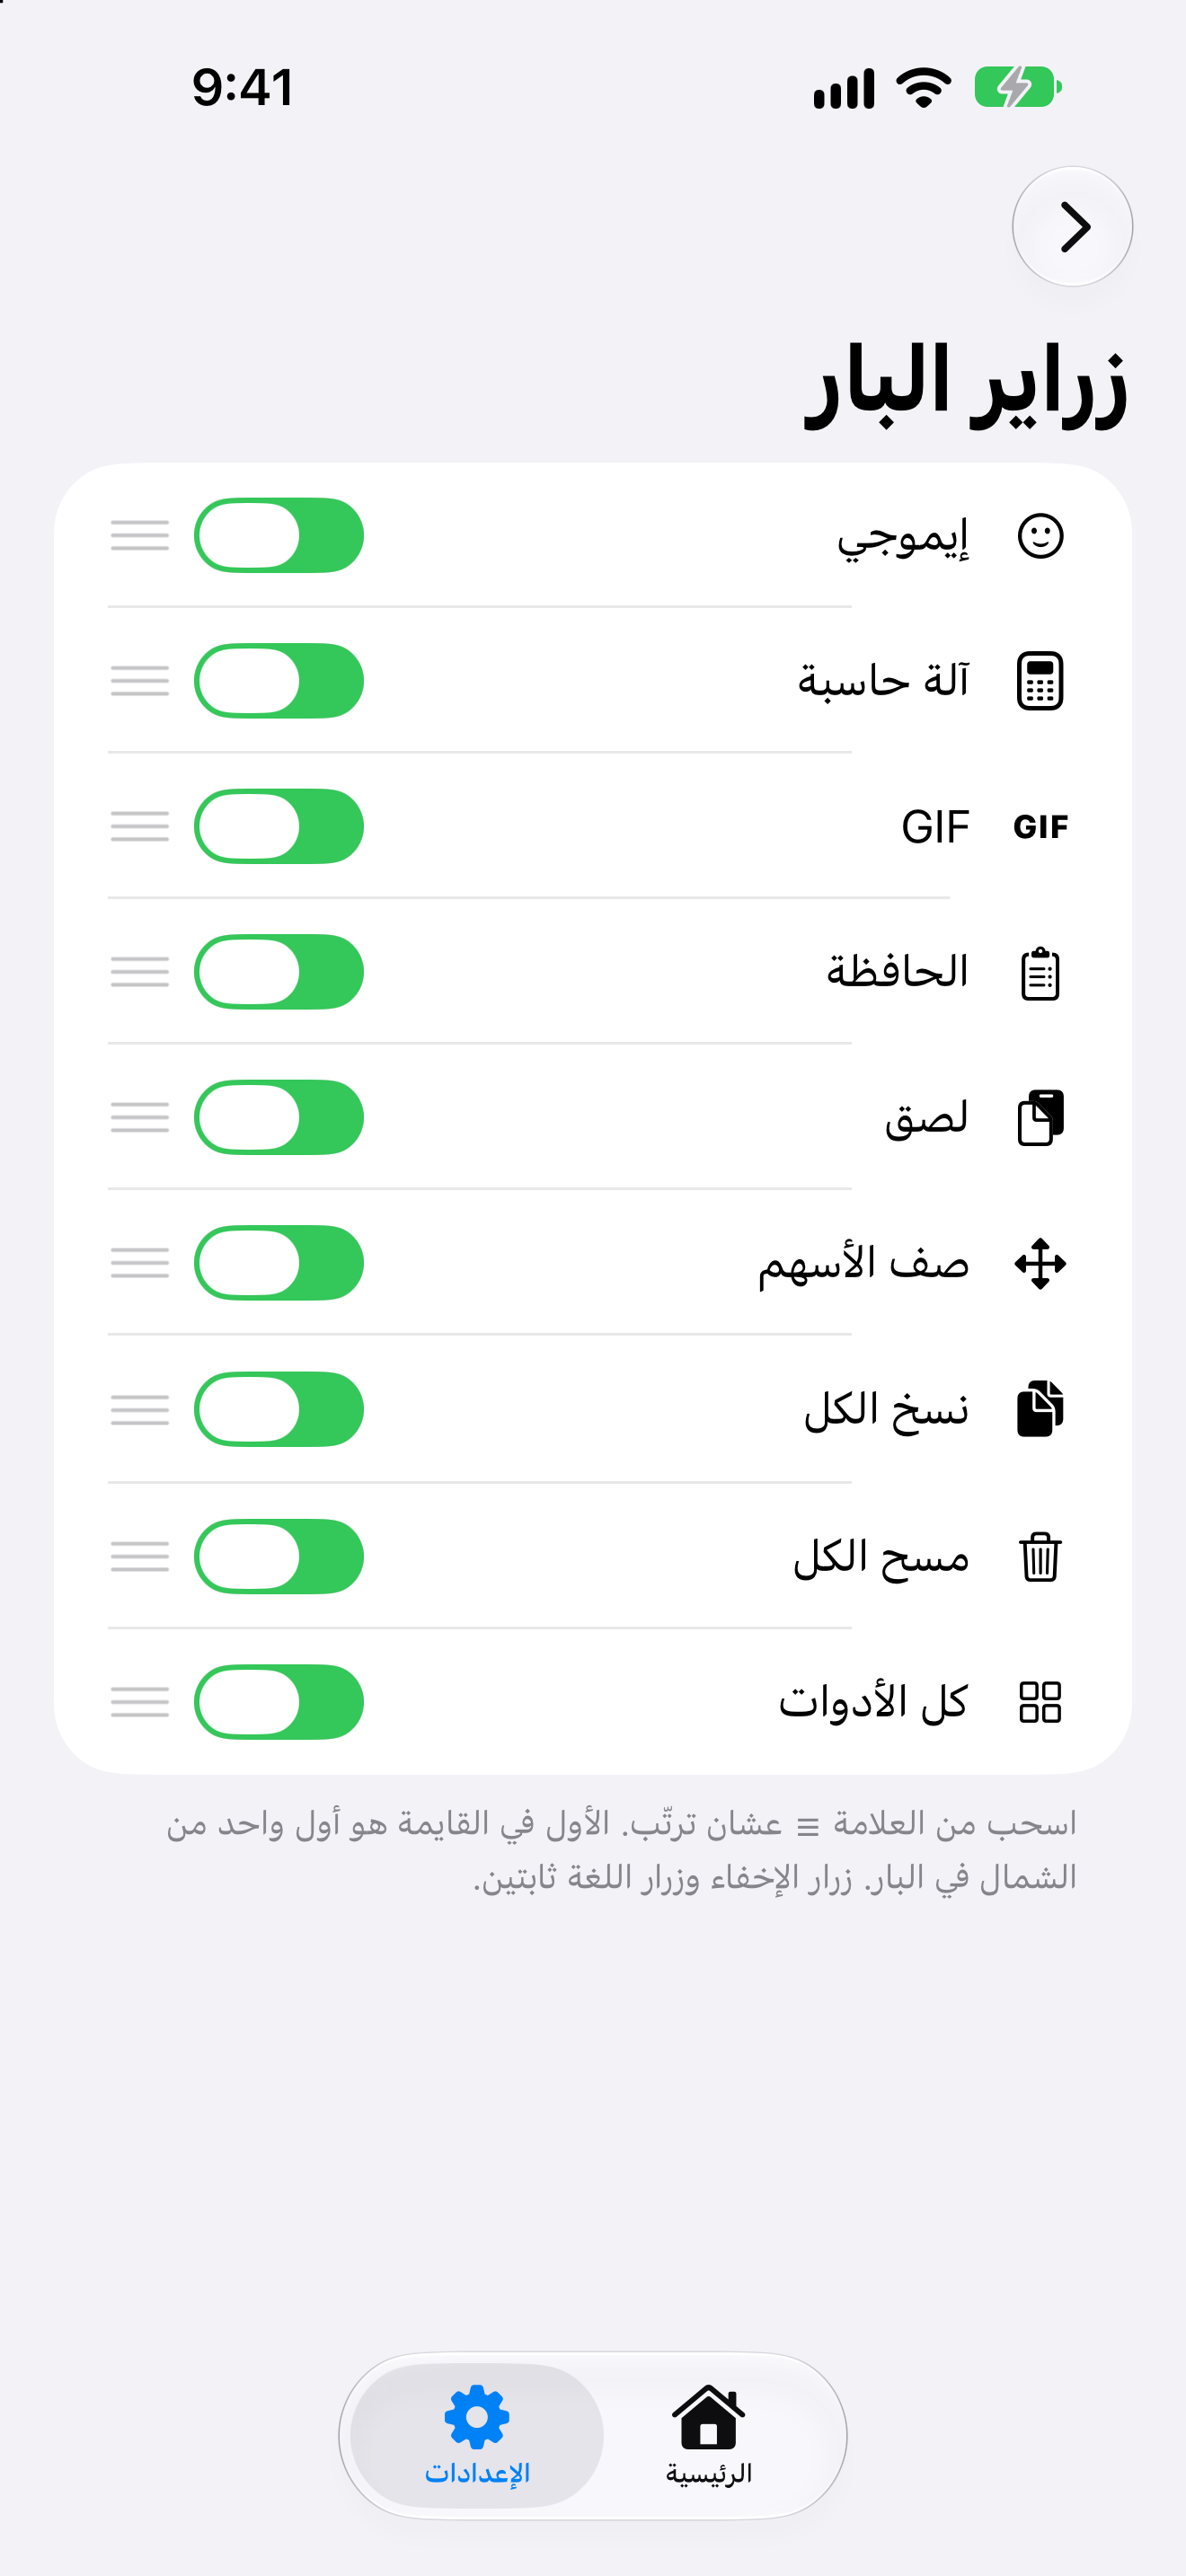 9:41
زراير البار
إيموجي
آلة حاسبة
GIF GIF
الحافظة
لصق
صف الأسهم
نسخ الكل
مسح الكل
كل الأدوات
اسحب من العلامة ≡ عشان ترتّب. الأول في القايمة هو أول واحد من
الشمال في البار. زرار الإخفاء وزرار اللغة ثابتين.
الرئيسية
الإعدادات